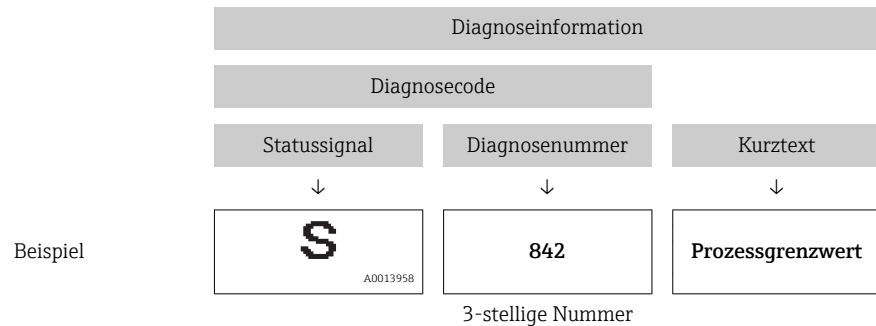 Diagnoseinformation
Diagnosecode
Statussignal Diagnosenummer Kurztext
↓ ↓ ↓
Beispiel S 842 Prozessgrenzwert
A0013958
3-stellige Nummer